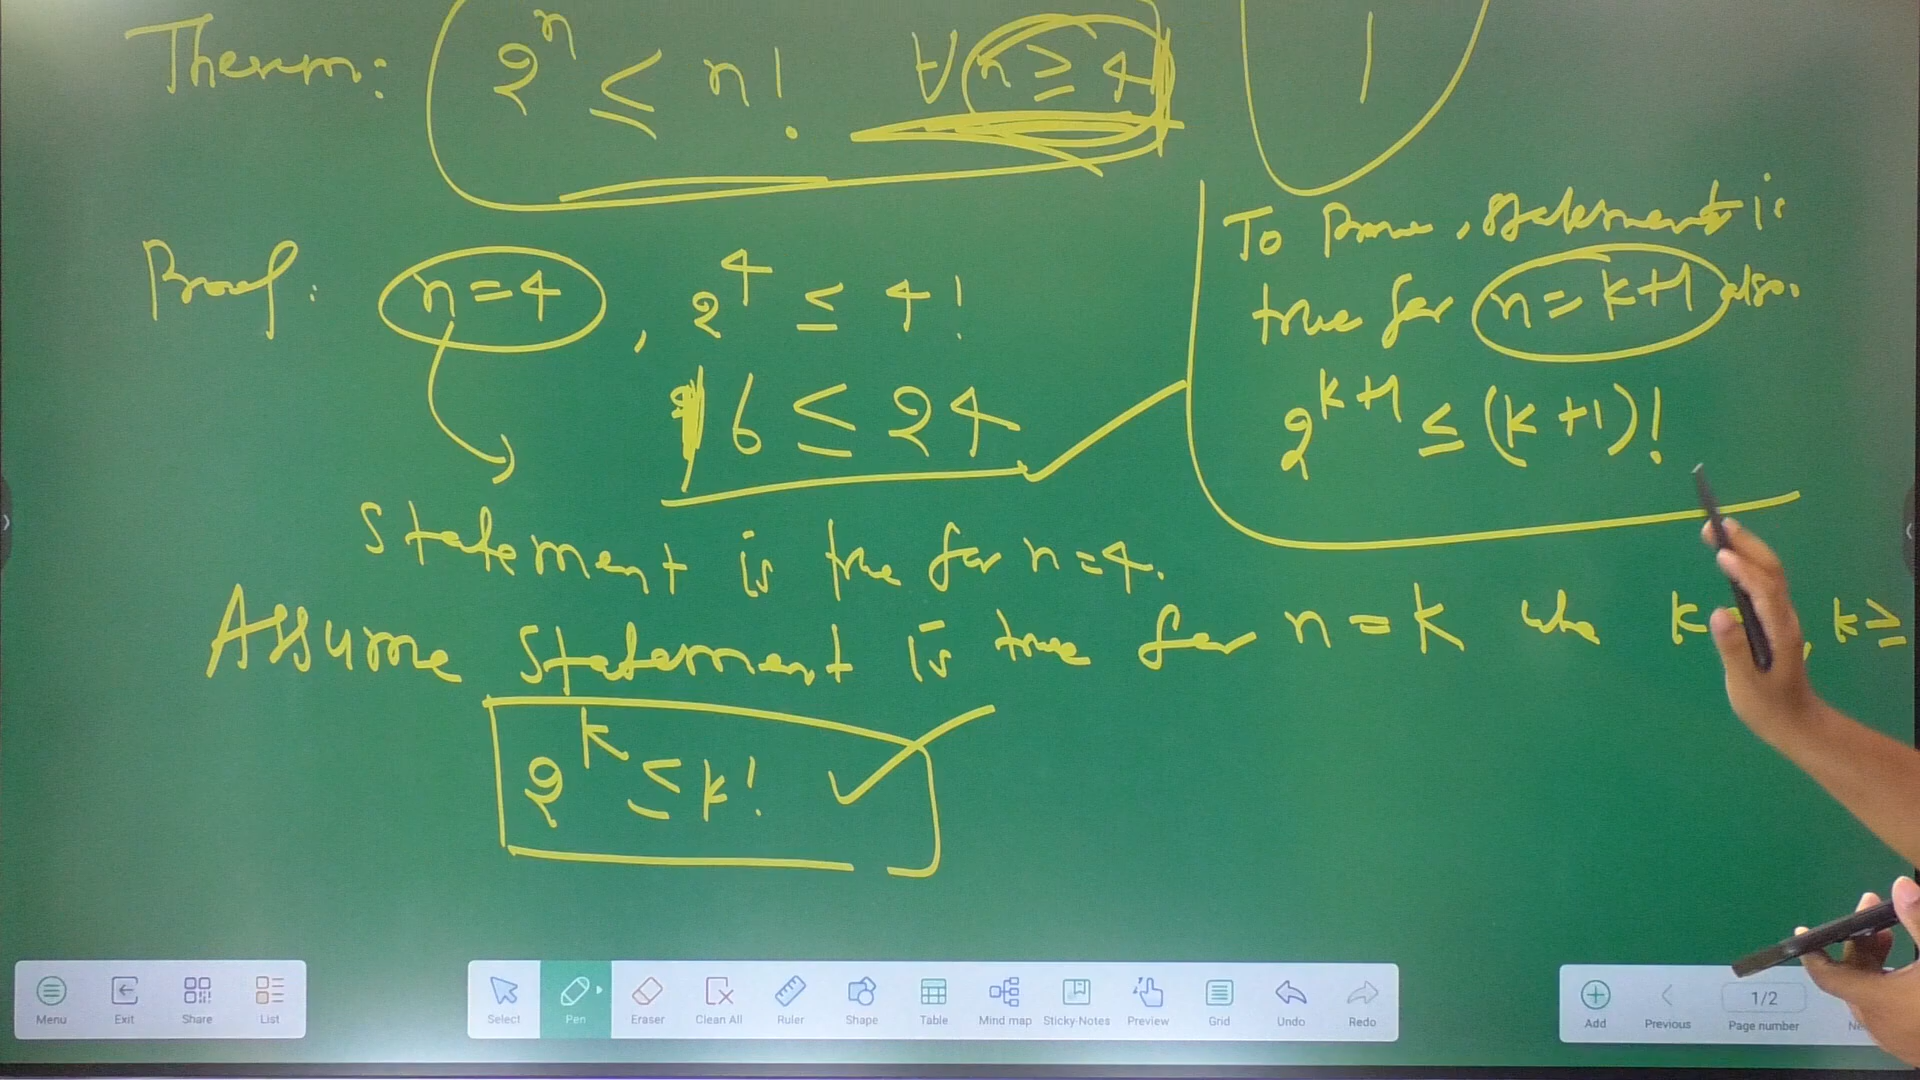 Theorem: 2ⁿ ≤ n! ∀ n ≥ 4
1
Proof: n=4, 2⁴ ≤ 4!
16 ≤ 24
Statement is true for n=4.
To Prove, statement is
true for n=k+1 also.
2ᵏ⁺¹ ≤ (k+1)!
Assume Statement is true for n=k k , k≥
2ᵏ ≤ k!
Menu Exit Share List
Select Pen Eraser Clean All Ruler Shape Table Mind map Sticky-Notes Preview Grid Undo Redo
Add Previous 1/2 Page number